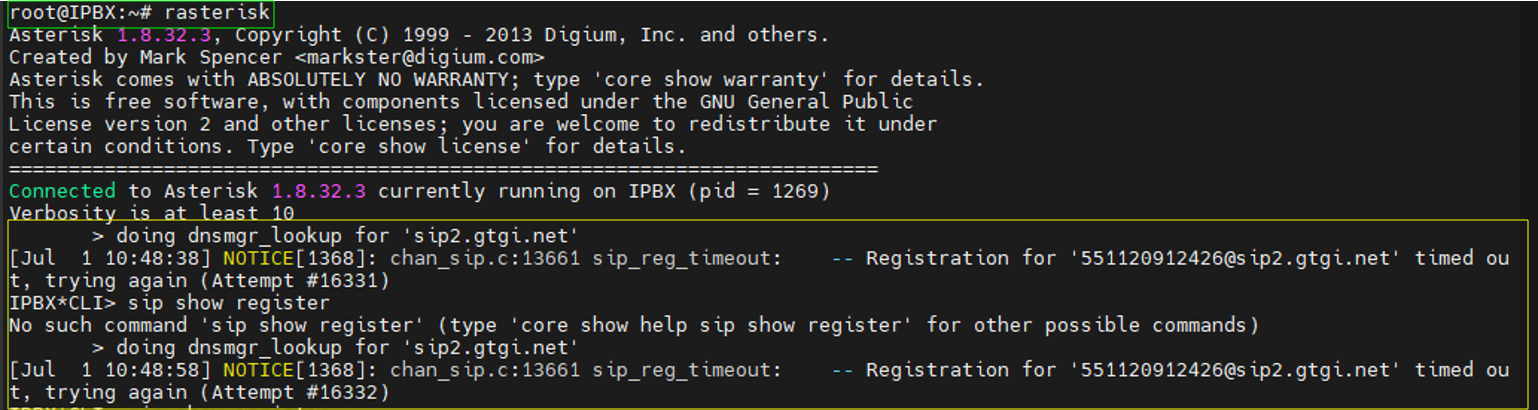 root@IPBX:~# rasterisk
Asterisk 1.8.32.3, Copyright (C) 1999 - 2013 Digium, Inc. and others.
Created by Mark Spencer <markster@digium.com>
Asterisk comes with ABSOLUTELY NO WARRANTY; type 'core show warranty' for details.
This is free software, with components licensed under the GNU General Public
License version 2 and other licenses; you are welcome to redistribute it under
certain conditions. Type 'core show license' for details.
=========================================================================
Connected to Asterisk 1.8.32.3 currently running on IPBX (pid = 1269)
Verbosity is at least 10
       > doing dnsmgr_lookup for 'sip2.gtgi.net'
[Jul  1 10:48:38] NOTICE[1368]: chan_sip.c:13661 sip_reg_timeout:    -- Registration for '551120912426@sip2.gtgi.net' timed ou
t, trying again (Attempt #16331)
IPBX*CLI> sip show register
No such command 'sip show register' (type 'core show help sip show register' for other possible commands)
       > doing dnsmgr_lookup for 'sip2.gtgi.net'
[Jul  1 10:48:58] NOTICE[1368]: chan_sip.c:13661 sip_reg_timeout:    -- Registration for '551120912426@sip2.gtgi.net' timed ou
t, trying again (Attempt #16332)